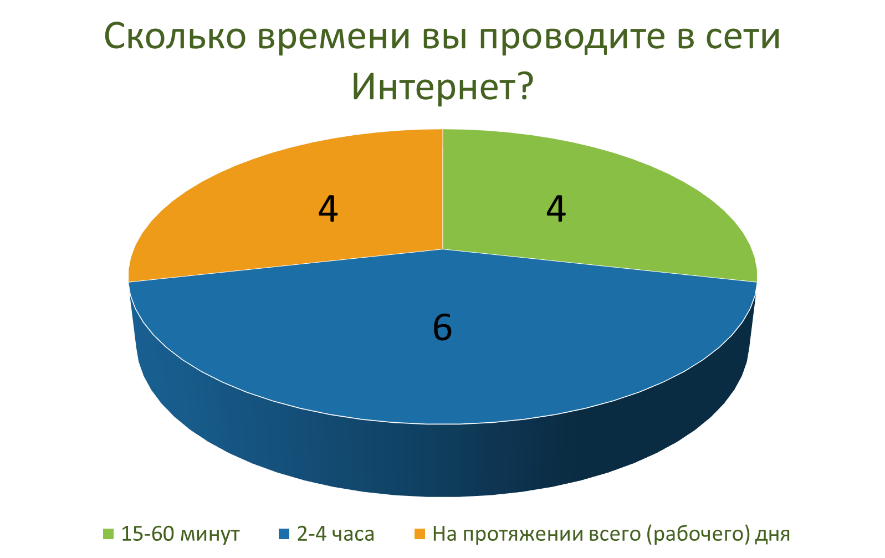 Сколько времени вы проводите в сети
Интернет?
4
4
6
15-60 минут
2-4 часа
На протяжении всего (рабочего) дня